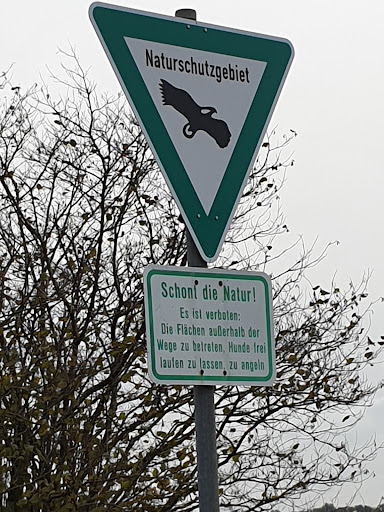 Naturschutzgebiet
Schont die Natur!
Es ist verboten:
Die Flächen außerhalb der
Wege zu betreten, Hunde frei
laufen zu lassen, zu angeln